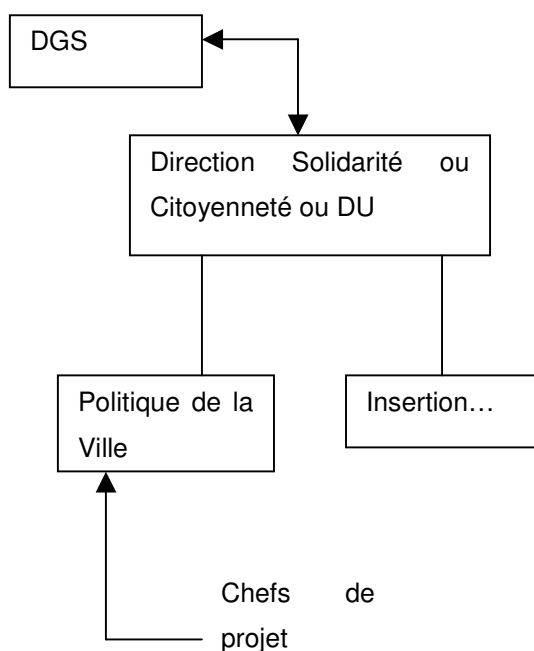 DGS
Direction Solidarité ou
Citoyenneté ou DU
Politique de la
Ville
Insertion…
Chefs de
projet